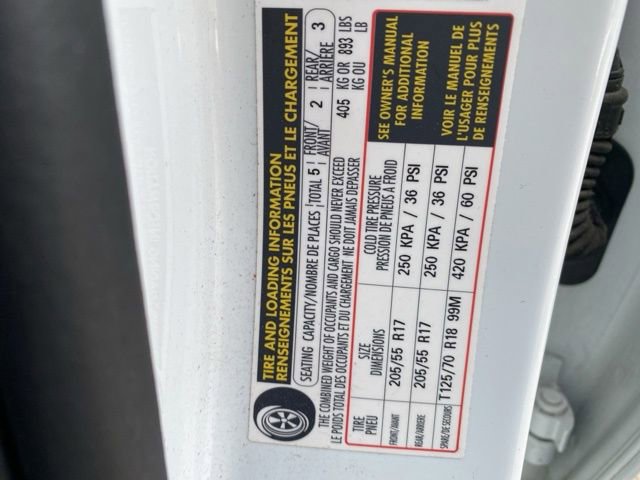 TIRE AND LOADING INFORMATION
RENSEIGNEMENTS SUR LES PNEUS ET LE CHARGEMENT
SEATING CAPACITY/NOMBRE DE PLACES TOTAL 5 FRONT/AVANT 2 REAR/ARRIÈRE 3
THE COMBINED WEIGHT OF OCCUPANTS AND CARGO SHOULD NEVER EXCEED 405 KG OR 893 LBS
LE POIDS TOTAL DES OCCUPANTS ET DU CHARGEMENT NE DOIT JAMAIS DÉPASSER KG OU LB
TIRE SIZE COLD TIRE PRESSURE
PNEU DIMENSIONS PRESSION DE PNEUS À FROID
FRONT/AVANT 205/55 R17 250 KPA / 36 PSI
REAR/ARRIÈRE 205/55 R17 250 KPA / 36 PSI
SPARE/DE SECOURS T125/70 R18 99M 420 KPA / 60 PSI
SEE OWNER'S MANUAL
FOR ADDITIONAL
INFORMATION
VOIR LE MANUEL DE
L'USAGER POUR PLUS
DE RENSEIGNEMENTS